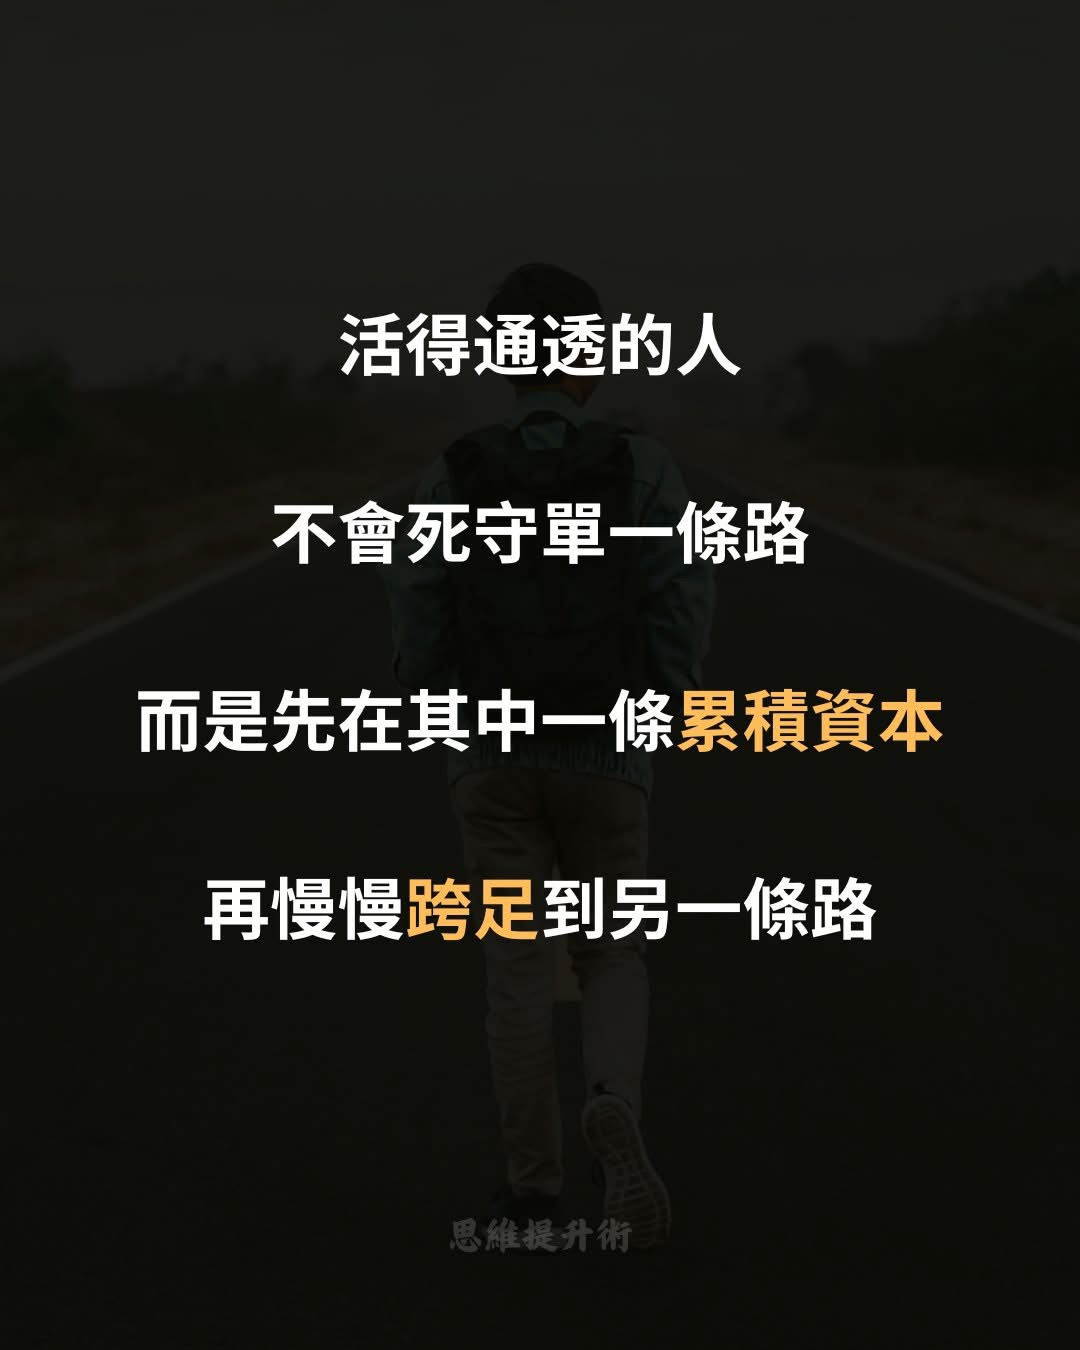 活得通透的人
不會死守單一條路
而是先在其中一條累積資本
再慢慢跨足到另一條路
思維提升術